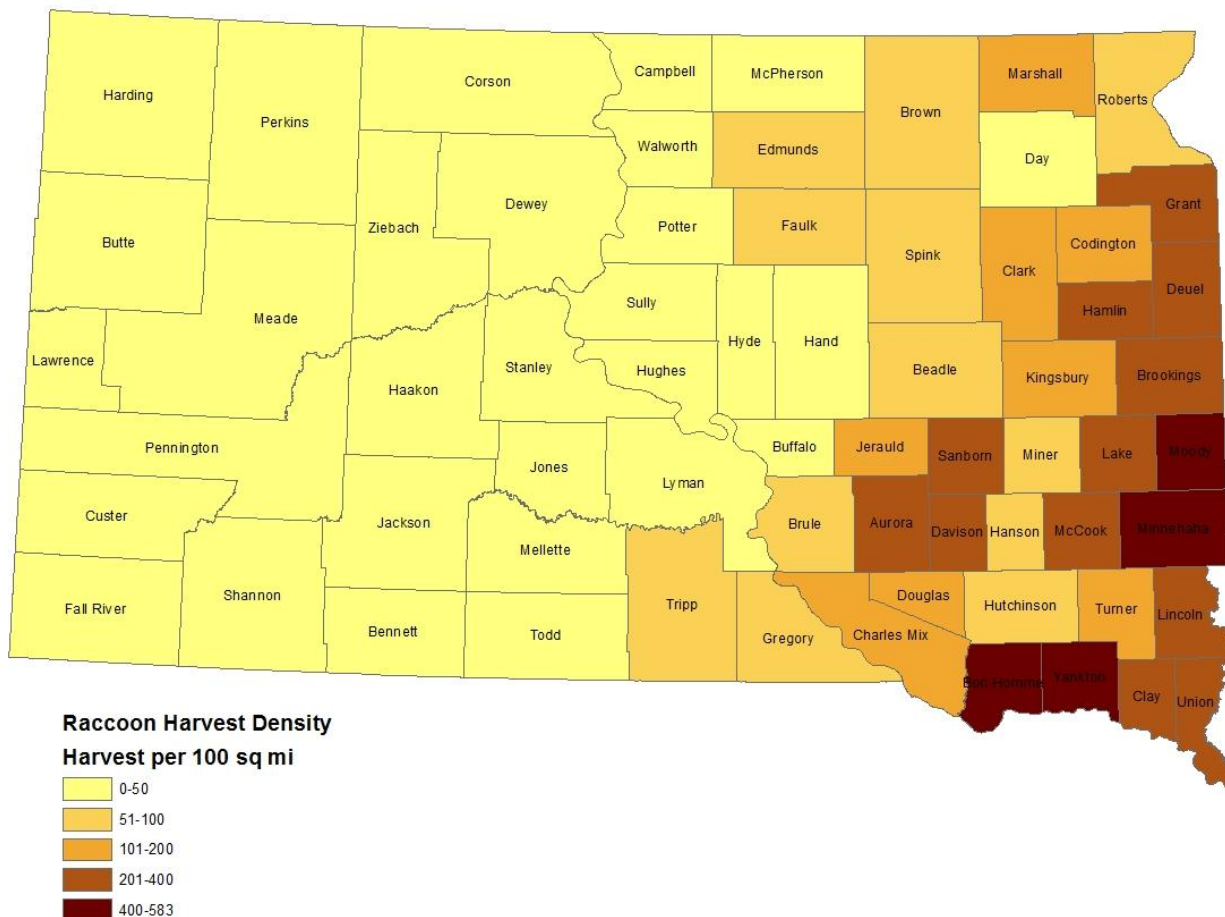 Harding
Perkins
Corson
Campbell
McPherson
Brown
Marshall
Roberts
Walworth
Edmunds
Day
Butte
Ziebach
Dewey
Potter
Faulk
Spink
Clark
Codington
Grant
Meade
Sully
Hyde
Hand
Hamlin
Deuel
Lawrence
Haakon
Stanley
Hughes
Beadle
Kingsbury
Brookings
Pennington
Jones
Lyman
Buffalo
Jerauld
Sanborn
Miner
Lake
Moody
Custer
Jackson
Mellette
Brule
Aurora
Davison
Hanson
McCook
Minnehaha
Fall River
Shannon
Bennett
Todd
Tripp
Gregory
Charles Mix
Douglas
Hutchinson
Turner
Lincoln
Bon Homme
Yankton
Clay
Union
Raccoon Harvest Density
Harvest per 100 sq mi
0-50
51-100
101-200
201-400
400-583